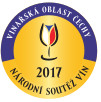 VINAŘSKÁ OBLAST ČECHY
2017
NÁRODNÍ SOUTĚŽ VÍN